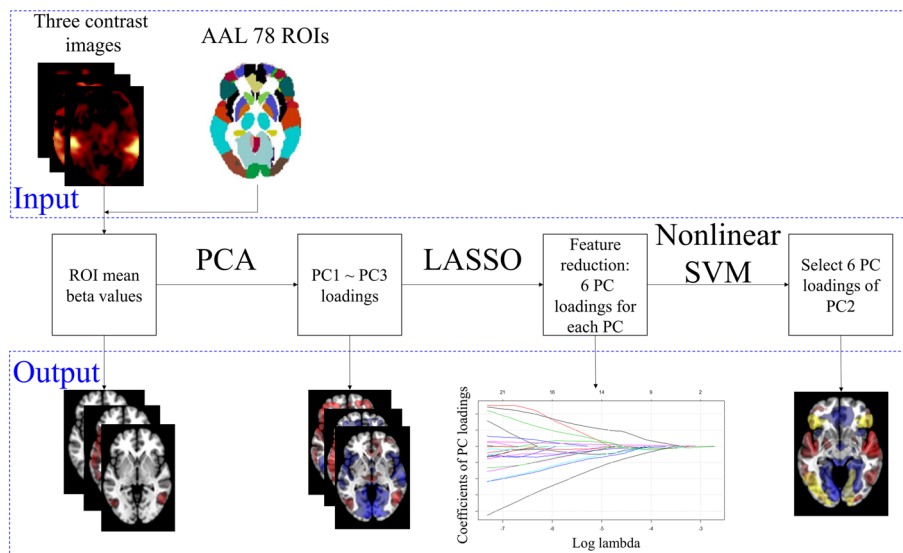 Three contrast
images
AAL 78 ROIs
Input
ROI mean
beta values
PCA
PC1 ~ PC3
loadings
LASSO
Feature
reduction:
6 PC
loadings for
each PC
Nonlinear
SVM
Select 6 PC
loadings of
PC2
Output
21 16 14 9 2
Coefficients of PC loadings
-7 -6 -5 -4 -3
Log lambda